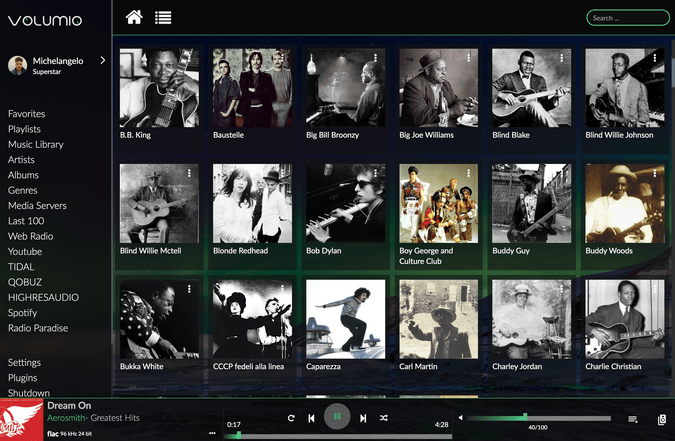 VOLUMIO
Search ...
Michelangelo
Superstar
Favorites
Playlists
Music Library
Artists
Albums
Genres
Media Servers
Last 100
Web Radio
Youtube
TIDAL
QOBUZ
HIGHRESAUDIO
Spotify
Radio Paradise
Settings
Plugins
Shutdown
B.B. King
Baustelle
Big Bill Broonzy
Big Joe Williams
Blind Blake
Blind Willie Johnson
Blind Willie Mctell
Blonde Redhead
Bob Dylan
Boy George and
Culture Club
Buddy Guy
Buddy Woods
Bukka White
CCCP fedeli alla linea
Caparezza
Carl Martin
Charley Jordan
Charlie Christian
Dream On
Aerosmith- Greatest Hits
flac 96 kHz 24 bit
0:17
4:28
40/100